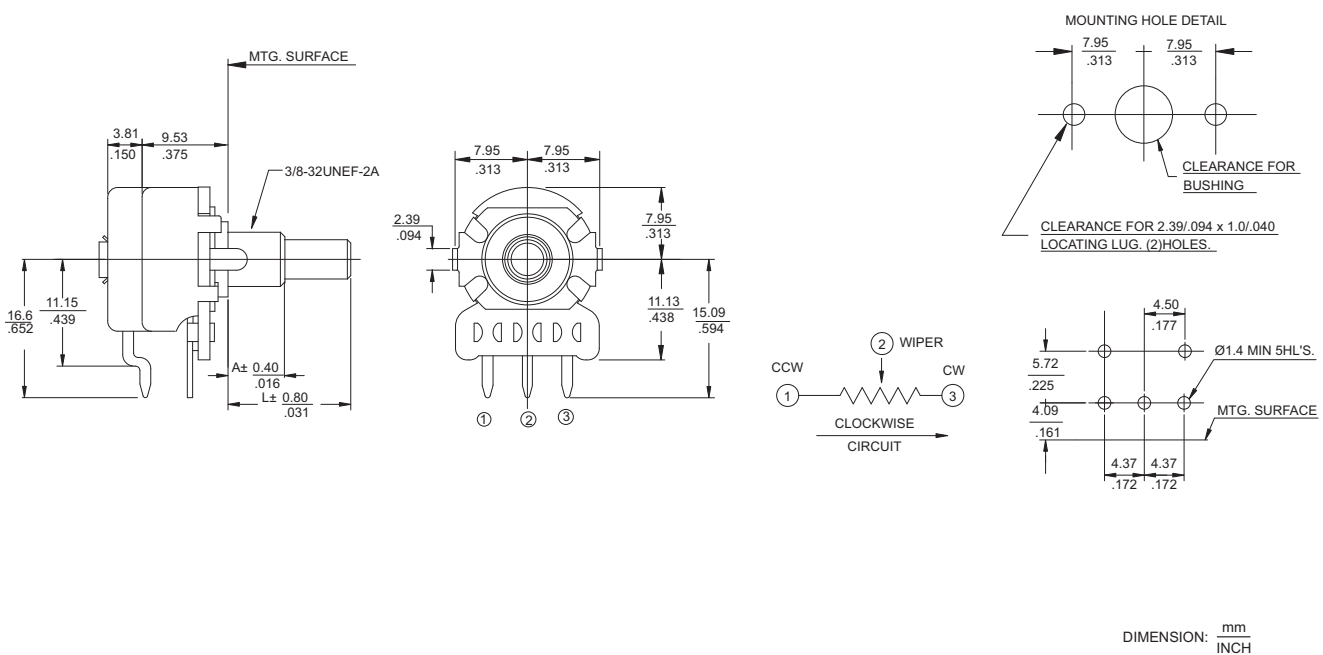 MTG. SURFACE
3.81
.150
9.53
.375
3/8-32UNEF-2A
16.6
.652
11.15
.439
A± 0.40
.016
L± 0.80
.031
7.95
.313
7.95
.313
2.39
.094
7.95
.313
11.13
.438
15.09
.594
1
2
3
CCW
1
2 WIPER
CW
3
CLOCKWISE
CIRCUIT
MOUNTING HOLE DETAIL
7.95
.313
7.95
.313
CLEARANCE FOR
BUSHING
CLEARANCE FOR 2.39/.094 x 1.0/.040
LOCATING LUG. (2)HOLES.
4.50
.177
Ø1.4 MIN 5HL'S.
5.72
.225
4.09
.161
MTG. SURFACE
4.37
.172
4.37
.172
DIMENSION: mm
INCH